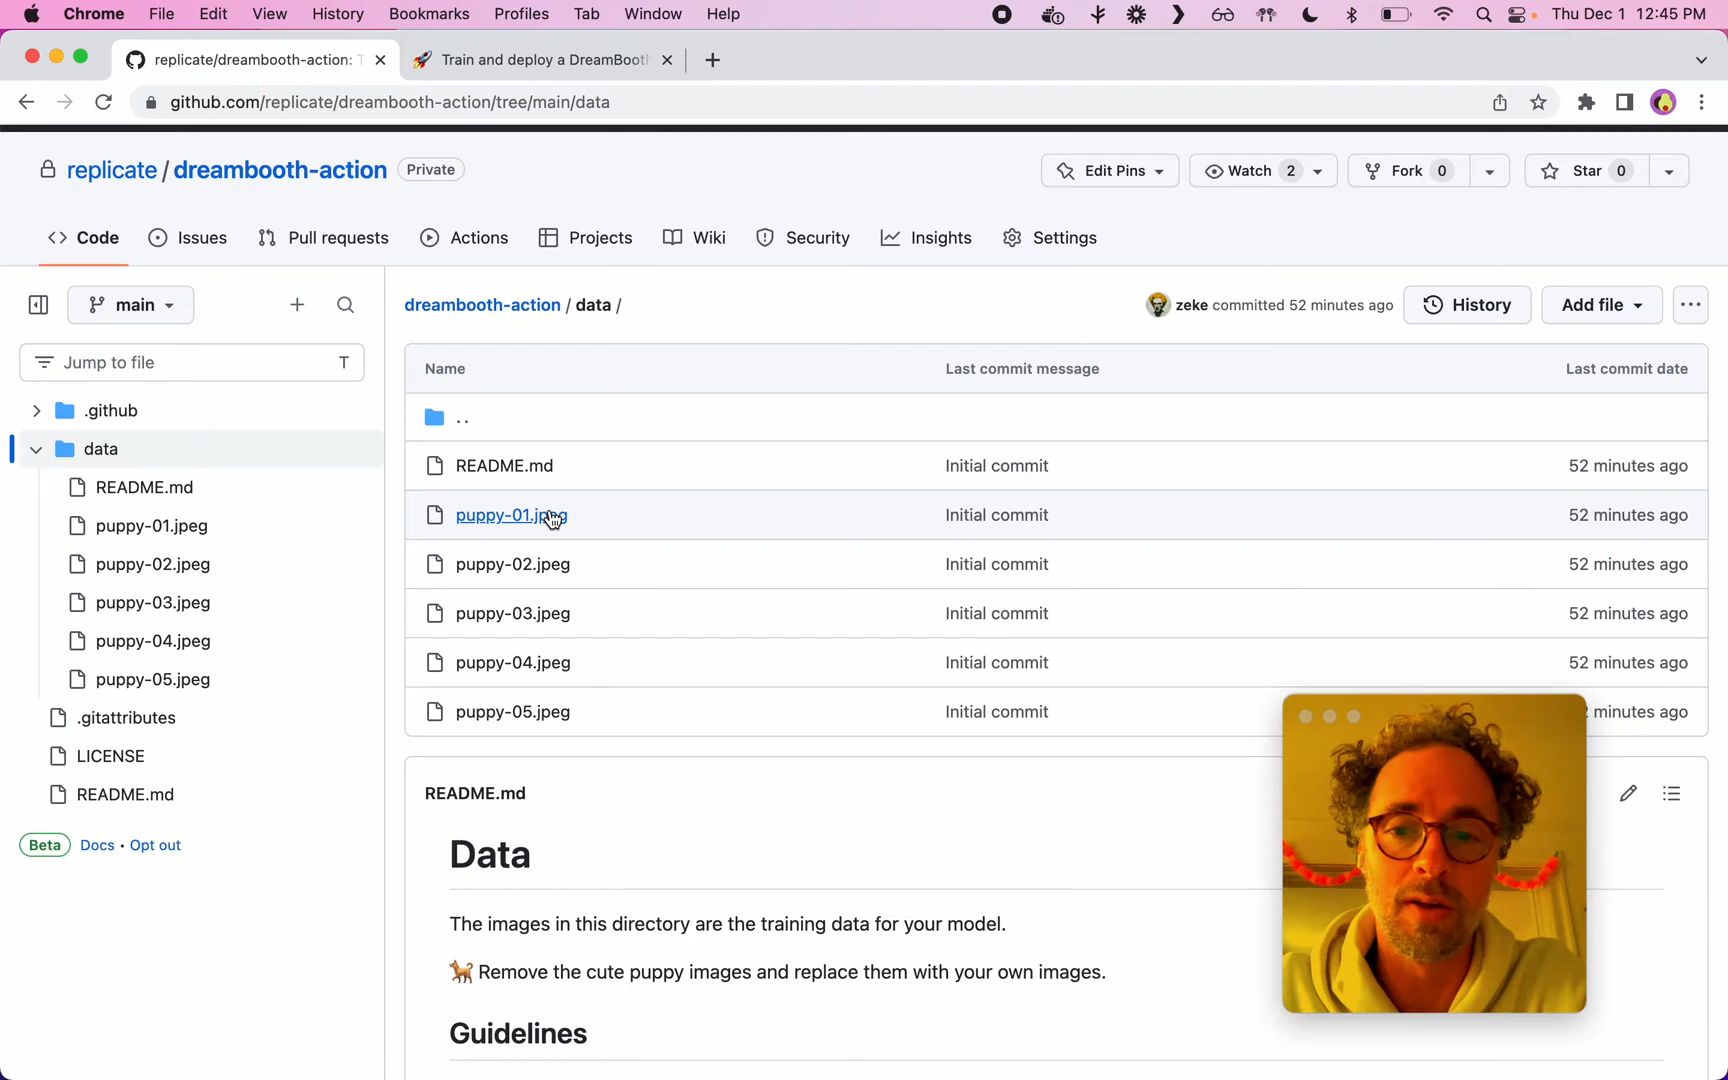 Chrome File Edit View History Bookmarks Profiles Tab Window Help Thu Dec 1 12:45 PM
replicate/dreambooth-action: T Train and deploy a DreamBooth
github.com/replicate/dreambooth-action/tree/main/data
replicate / dreambooth-action Private Edit Pins Watch 2 Fork 0 Star 0
Code Issues Pull requests Actions Projects Wiki Security Insights Settings
main
Jump to file T
.github
data
README.md
puppy-01.jpeg
puppy-02.jpeg
puppy-03.jpeg
puppy-04.jpeg
puppy-05.jpeg
.gitattributes
LICENSE
README.md
Beta Docs • Opt out
dreambooth-action / data / zeke committed 52 minutes ago History Add file
Name Last commit message Last commit date
..
README.md Initial commit 52 minutes ago
puppy-01.jpeg Initial commit 52 minutes ago
puppy-02.jpeg Initial commit 52 minutes ago
puppy-03.jpeg Initial commit 52 minutes ago
puppy-04.jpeg Initial commit 52 minutes ago
puppy-05.jpeg Initial commit minutes ago
README.md
Data
The images in this directory are the training data for your model.
🐕 Remove the cute puppy images and replace them with your own images.
Guidelines